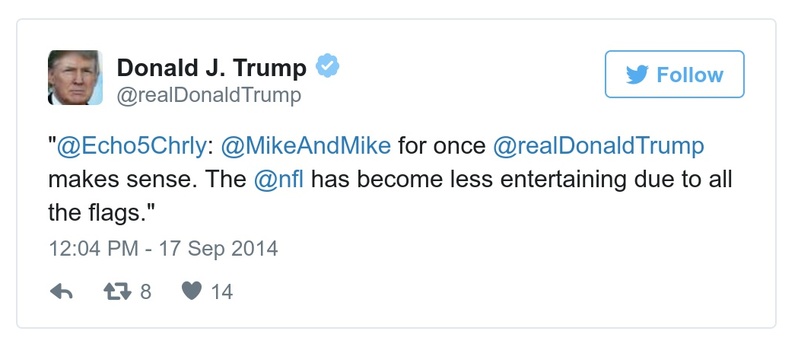 Donald J. Trump
@realDonaldTrump
Follow
"@Echo5Chrly: @MikeAndMike for once @realDonaldTrump
makes sense. The @nfl has become less entertaining due to all
the flags."
12:04 PM - 17 Sep 2014
8 14